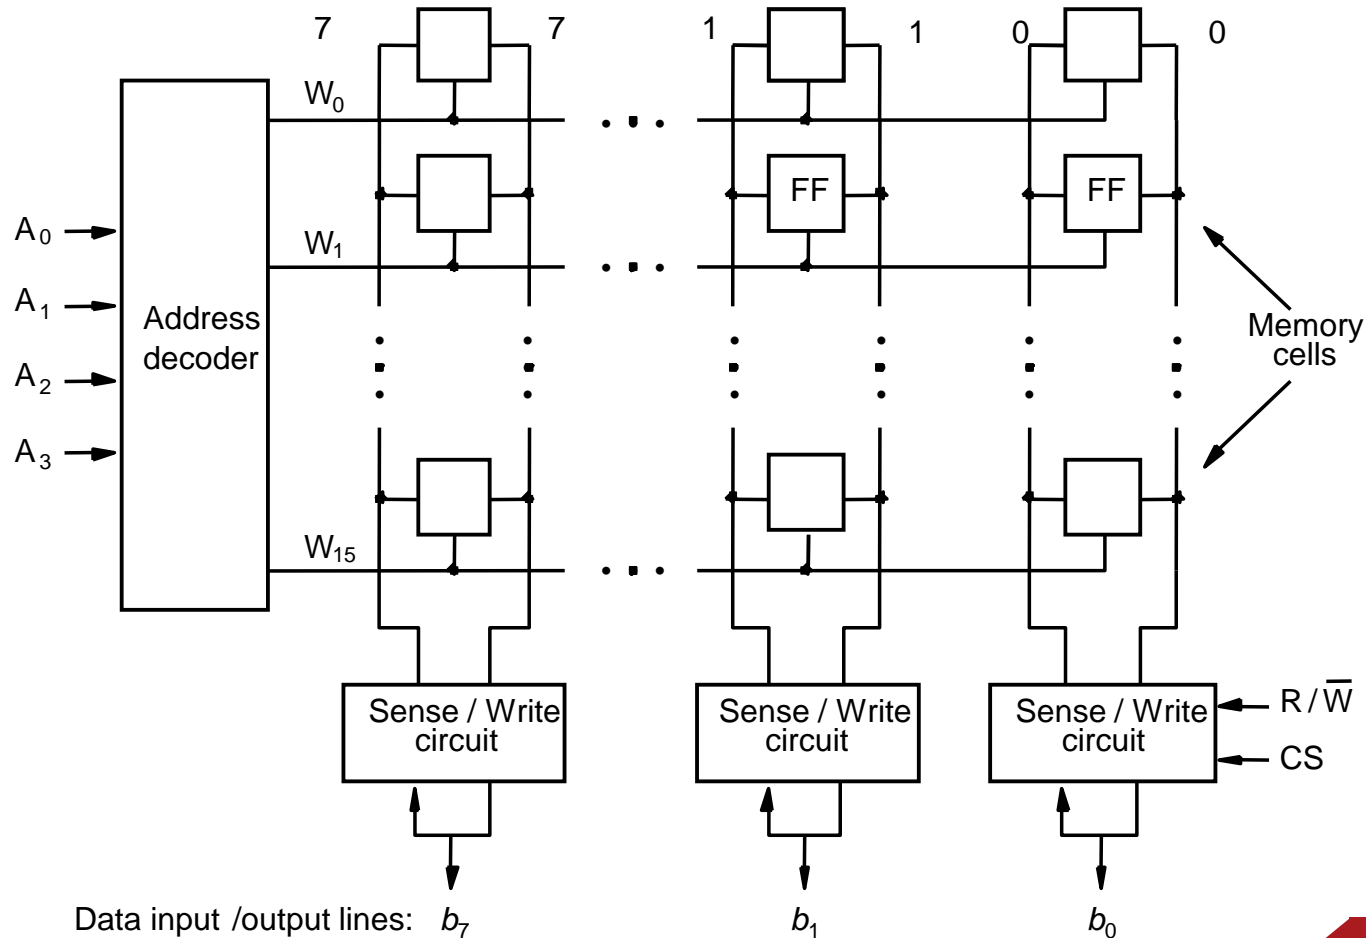 7 7 1 1 0 0
W0
FF FF
A0
W1
A1
Address
decoder
Memory
cells
A2
A3
W15
Sense / Write
circuit
Sense / Write
circuit
Sense / Write
circuit
R / W̅
CS
Data input /output lines: b7 b1 b0